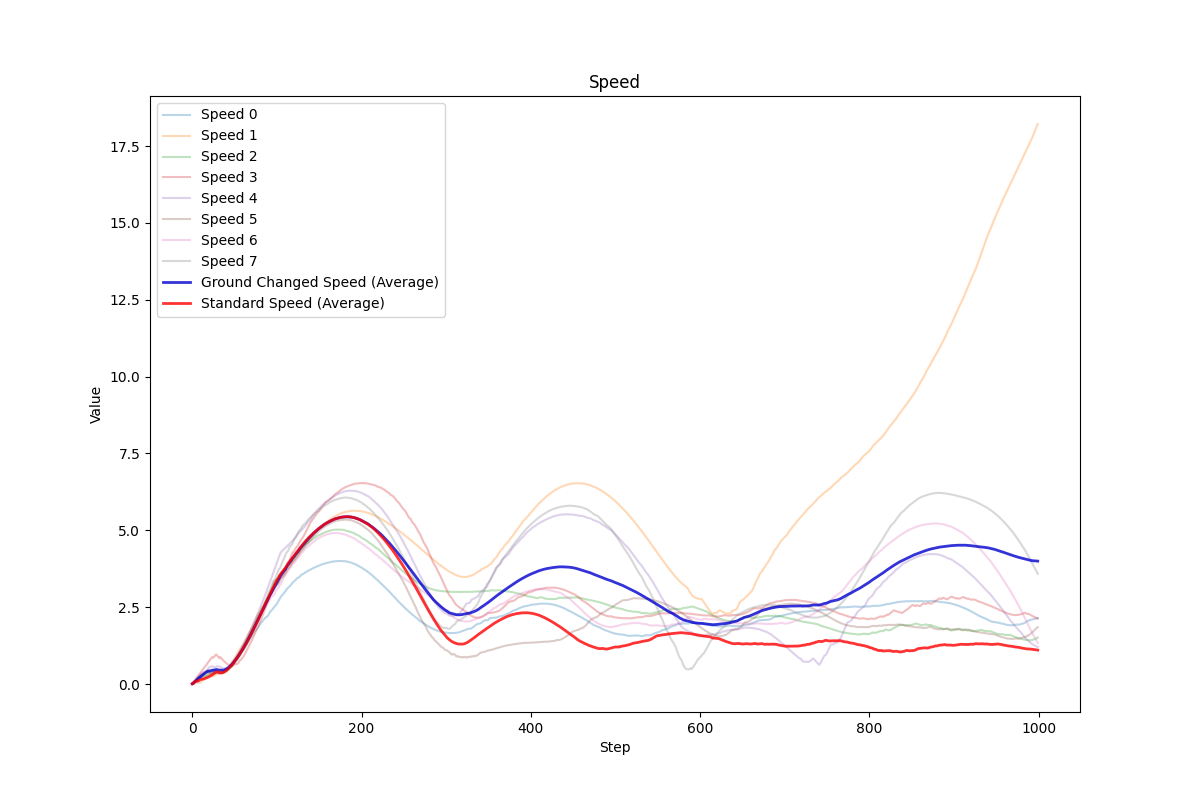 Speed
Speed 0
Speed 1
Speed 2
Speed 3
Speed 4
Speed 5
Speed 6
Speed 7
Ground Changed Speed (Average)
Standard Speed (Average)
17.5
15.0
12.5
10.0
7.5
5.0
2.5
0.0
Value
0 200 400 600 800 1000
Step